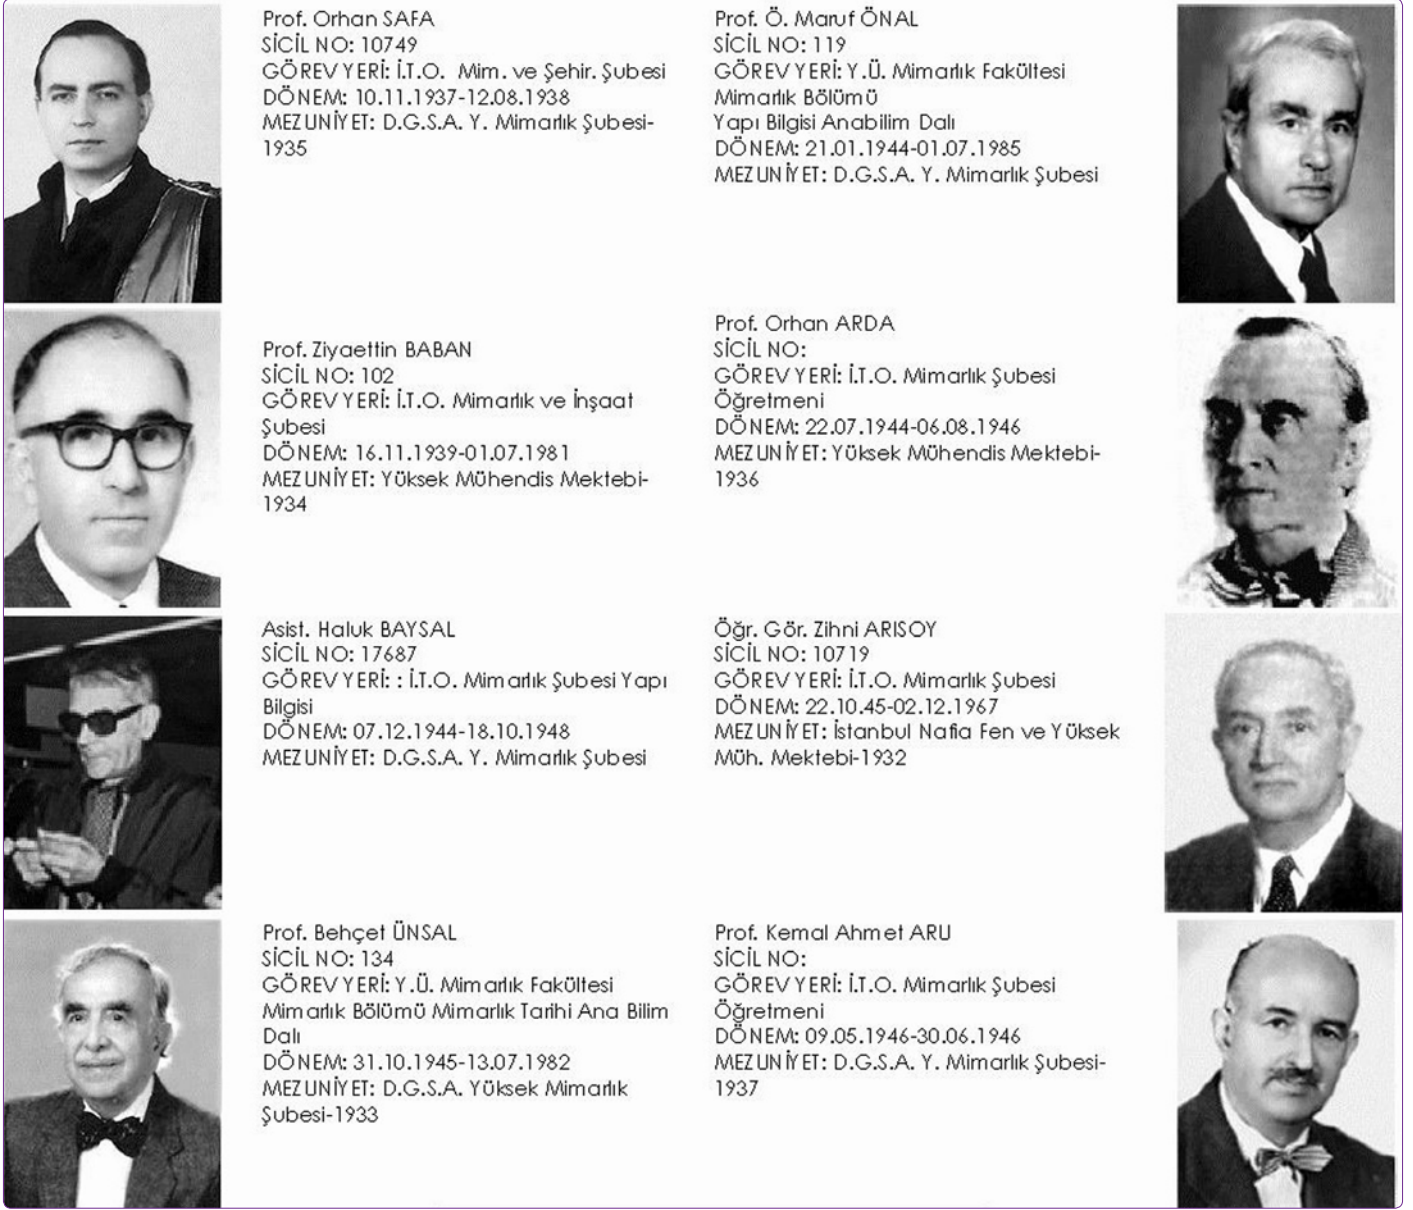 Prof. Orhan SAFA
SİCİL NO: 10749
GÖREV YERİ: İ.T.O. Mim. ve Şehir. Şubesi
DÖNEM: 10.11.1937-12.08.1938
MEZUNİYET: D.G.S.A. Y. Mimarlık Şubesi-
1935
Prof. Ö. Maruf ÖNAL
SİCİL NO: 119
GÖREV YERİ: Y.Ü. Mimarlık Fakültesi
Mimarlık Bölümü
Yapı Bilgisi Anabilim Dalı
DÖNEM: 21.01.1944-01.07.1985
MEZUNİYET: D.G.S.A. Y. Mimarlık Şubesi
Prof. Ziyaettin BABAN
SİCİL NO: 102
GÖREV YERİ: İ.T.O. Mimarlık ve İnşaat
Şubesi
DÖNEM: 16.11.1939-01.07.1981
MEZUNİYET: Yüksek Mühendis Mektebi-
1934
Prof. Orhan ARDA
SİCİL NO:
GÖREV YERİ: İ.T.O. Mimarlık Şubesi
Öğretmeni
DÖNEM: 22.07.1944-06.08.1946
MEZUNİYET: Yüksek Mühendis Mektebi-
1936
Asist. Haluk BAYSAL
SİCİL NO: 17687
GÖREV YERİ: : İ.T.O. Mimarlık Şubesi Yapı
Bilgisi
DÖNEM: 07.12.1944-18.10.1948
MEZUNİYET: D.G.S.A. Y. Mimarlık Şubesi
Öğr. Gör. Zihni ARISOY
SİCİL NO: 10719
GÖREV YERİ: İ.T.O. Mimarlık Şubesi
DÖNEM: 22.10.45-02.12.1967
MEZUNİYET: İstanbul Nafia Fen ve Yüksek
Müh. Mektebi-1932
Prof. Behçet ÜNSAL
SİCİL NO: 134
GÖREV YERİ: Y.Ü. Mimarlık Fakültesi
Mimarlık Bölümü Mimarlık Tarihi Ana Bilim
Dalı
DÖNEM: 31.10.1945-13.07.1982
MEZUNİYET: D.G.S.A. Yüksek Mimarlık
Şubesi-1933
Prof. Kemal Ahmet ARU
SİCİL NO:
GÖREV YERİ: İ.T.O. Mimarlık Şubesi
Öğretmeni
DÖNEM: 09.05.1946-30.06.1946
MEZUNİYET: D.G.S.A. Y. Mimarlık Şubesi-
1937